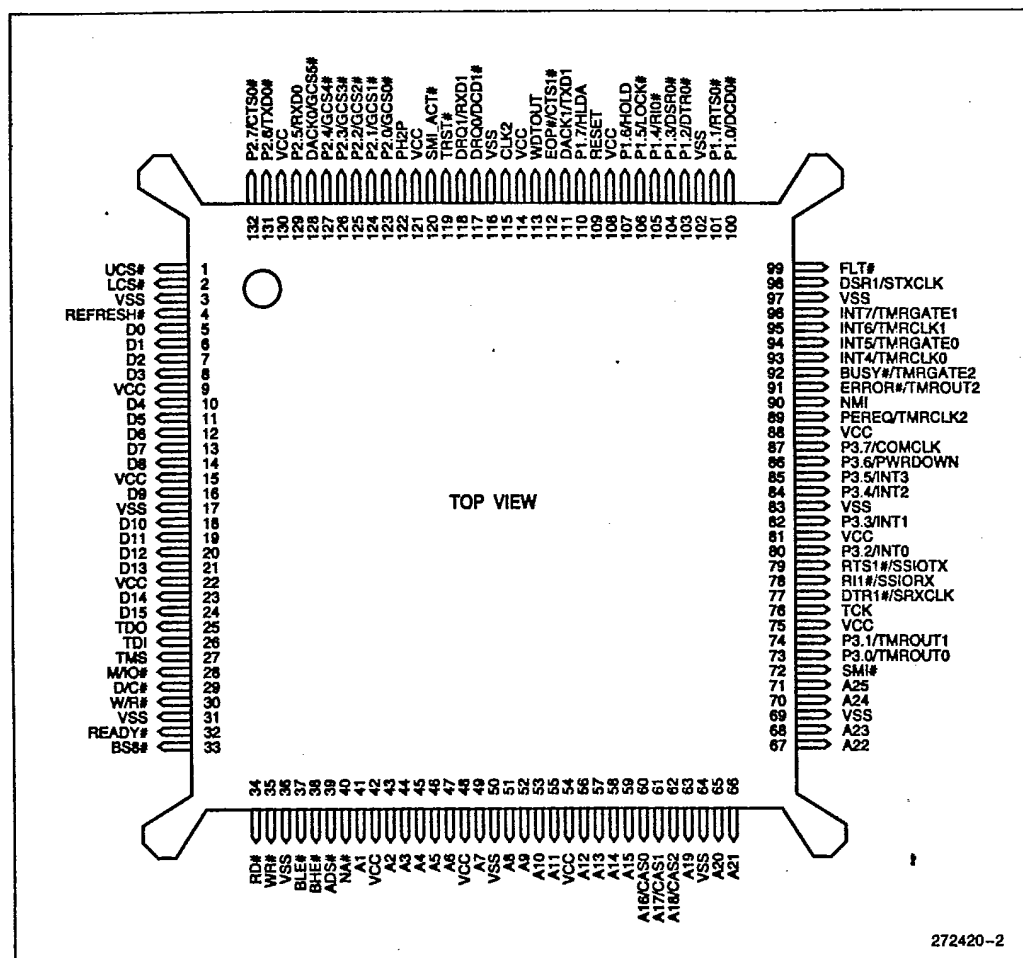 P2.7/CTS0#
P2.6/TXD0#
VCC
P2.5/RXD0
DACK0/GCS5#
P2.4/GCS4#
P2.3/GCS3#
P2.2/GCS2#
P2.1/GCS1#
P2.0/GCS0#
PH2P
VCC
SMI_ACT#
TRST#
DRQ1/RXD1
DRQ0/DCD1#
VSS
CLK2
VCC
WDTOUT
EOP#/CTS1#
DACK1/TXD1
P1.7/HLDA
RESET
VCC
P1.6/HOLD
P1.5/LOCK#
P1.4/RI0#
P1.3/DSR0#
P1.2/DTR0#
VSS
P1.1/RTS0#
P1.0/DCD0#
132
131
130
129
128
127
126
125
124
123
122
121
120
119
118
117
116
115
114
113
112
111
110
109
108
107
106
105
104
103
102
101
100
UCS# 1
LCS# 2
VSS 3
REFRESH# 4
D0 5
D1 6
D2 7
D3 8
VCC 9
D4 10
D5 11
D6 12
D7 13
D8 14
VCC 15
D9 16
VSS 17
D10 18
D11 19
D12 20
D13 21
VCC 22
D14 23
D15 24
TDO 25
TDI 26
TMS 27
M/IO# 28
D/C# 29
W/R# 30
VSS 31
READY# 32
BS8# 33
TOP VIEW
99 FLT#
98 DSR1/STXCLK
97 VSS
96 INT7/TMRGATE1
95 INT6/TMRCLK1
94 INT5/TMRGATE0
93 INT4/TMRCLK0
92 BUSY#/TMRGATE2
91 ERROR#/TMROUT2
90 NMI
89 PEREQ/TMRCLK2
88 VCC
87 P3.7/COMCLK
86 P3.6/PWRDOWN
85 P3.5/INT3
84 P3.4/INT2
83 VSS
82 P3.3/INT1
81 VCC
80 P3.2/INT0
79 RTS1#/SSIOTX
78 RI1#/SSIORX
77 DTR1#/SRXCLK
76 TCK
75 VCC
74 P3.1/TMROUT1
73 P3.0/TMROUT0
72 SMI#
71 A25
70 A24
69 VSS
68 A23
67 A22
34
35
36
37
38
39
40
41
42
43
44
45
46
47
48
49
50
51
52
53
55
54
56
57
58
59
60
61
62
63
64
65
66
RD#
WR#
VSS
BLE#
BHE#
ADS#
NA#
A1
VCC
A2
A3
A4
A5
A6
VCC
A7
VSS
A8
A9
A10
A11
VCC
A12
A13
A14
A15
A16/CAS0
A17/CAS1
A18/CAS2
A19
VSS
A20
A21
272420-2